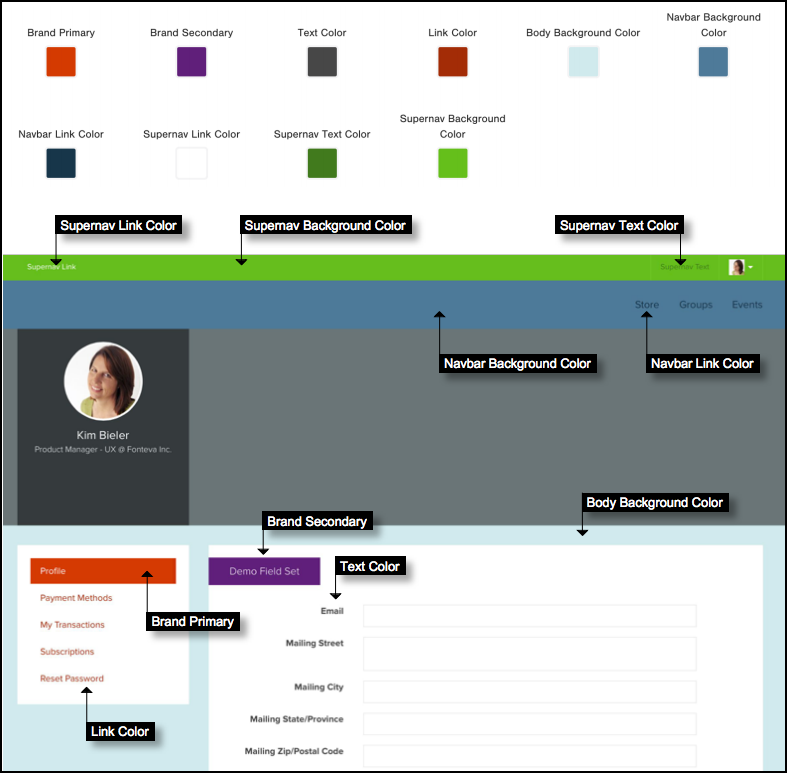 Navbar Background
Brand Primary Brand Secondary Text Color Link Color Body Background Color Color
Supernav Background
Navbar Link Color Supernav Link Color Supernav Text Color Color
Supernav Link Color Supernav Background Color Supernav Text Color
Supernav Link Supernav Text
Store Groups Events
Navbar Background Color Navbar Link Color
Kim Bieler
Product Manager - UX @ Fonteva Inc.
Body Background Color
Brand Secondary
Profile Demo Field Set Text Color
Payment Methods
Email
Brand Primary
My Transactions
Mailing Street
Subscriptions
Reset Password
Mailing City
Mailing State/Province
Link Color
Mailing Zip/Postal Code